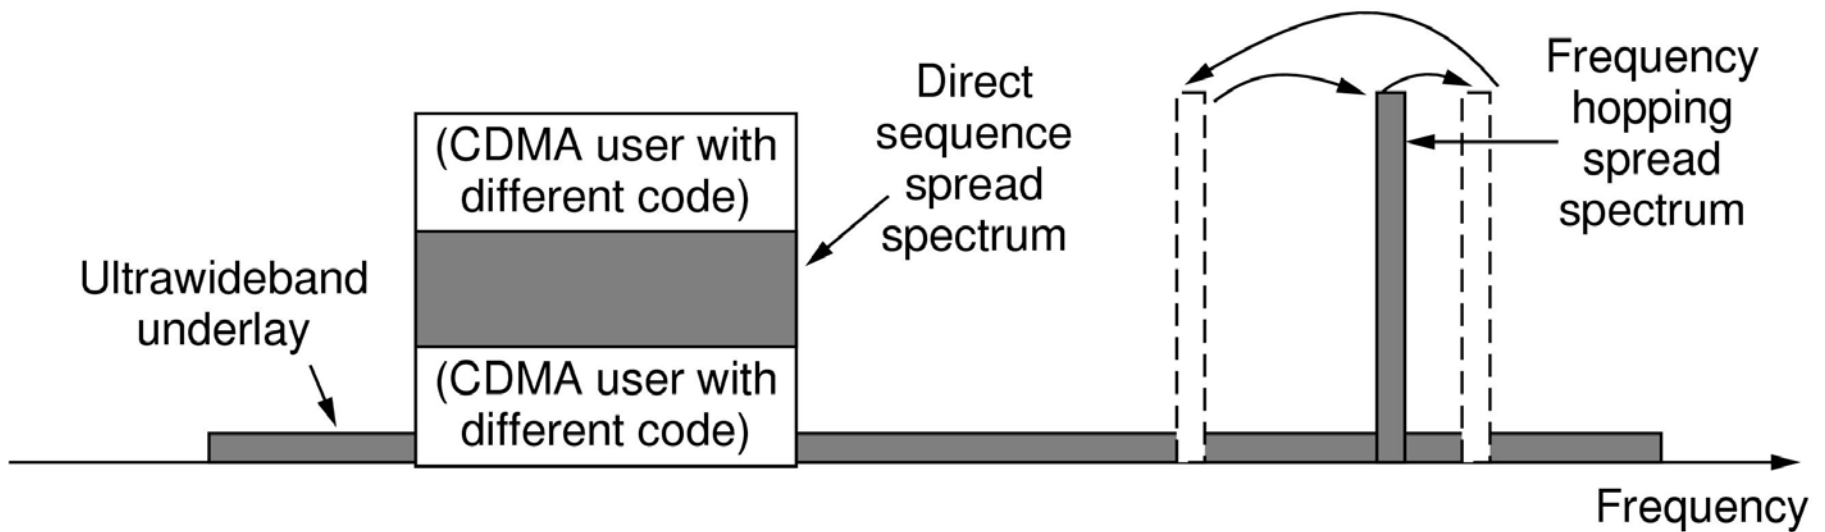 Ultrawideband
underlay
(CDMA user with
different code)
(CDMA user with
different code)
Direct
sequence
spread
spectrum
Frequency
hopping
spread
spectrum
Frequency